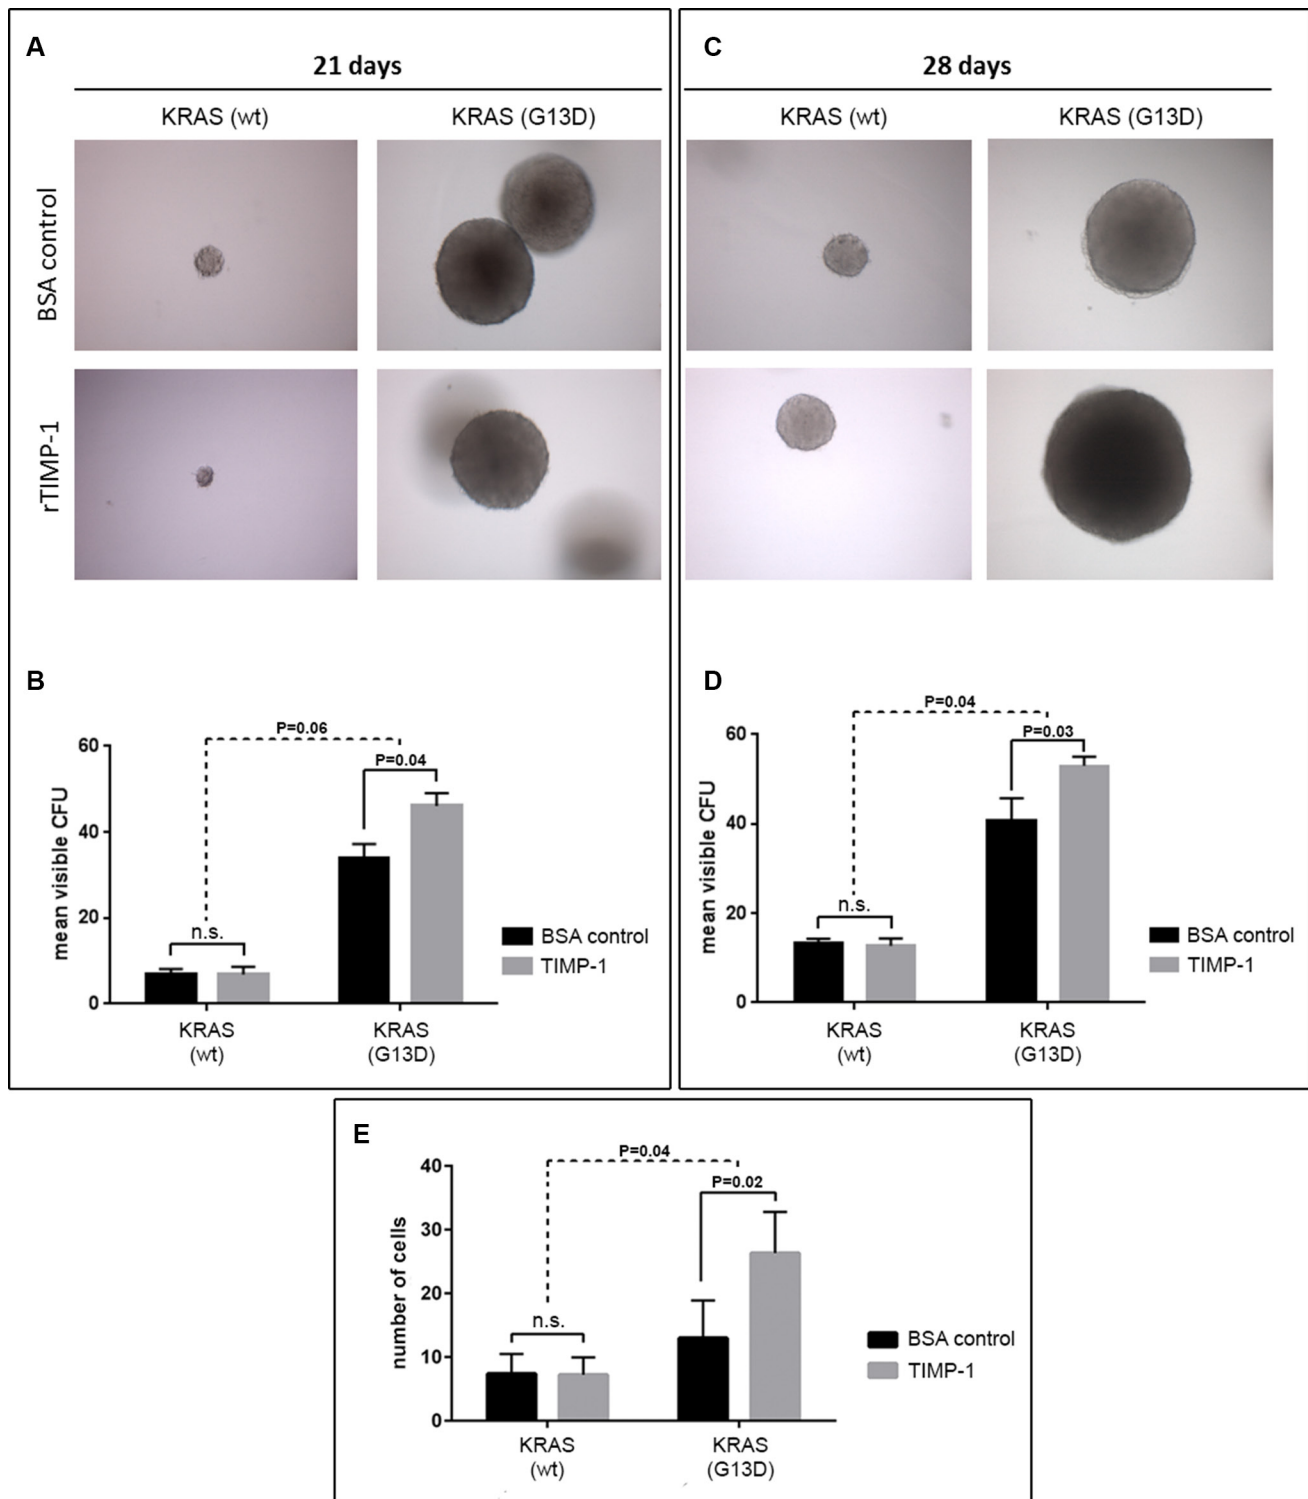 A
21 days
KRAS (wt)
KRAS (G13D)
BSA control
rTIMP-1
C
28 days
KRAS (wt)
KRAS (G13D)
B
P=0.06
P=0.04
n.s.
mean visible CFU
60
40
20
0
KRAS
(wt)
KRAS
(G13D)
BSA control
TIMP-1
D
P=0.04
P=0.03
n.s.
mean visible CFU
60
40
20
0
KRAS
(wt)
KRAS
(G13D)
BSA control
TIMP-1
E
P=0.04
P=0.02
n.s.
number of cells
40
30
20
10
0
KRAS
(wt)
KRAS
(G13D)
BSA control
TIMP-1